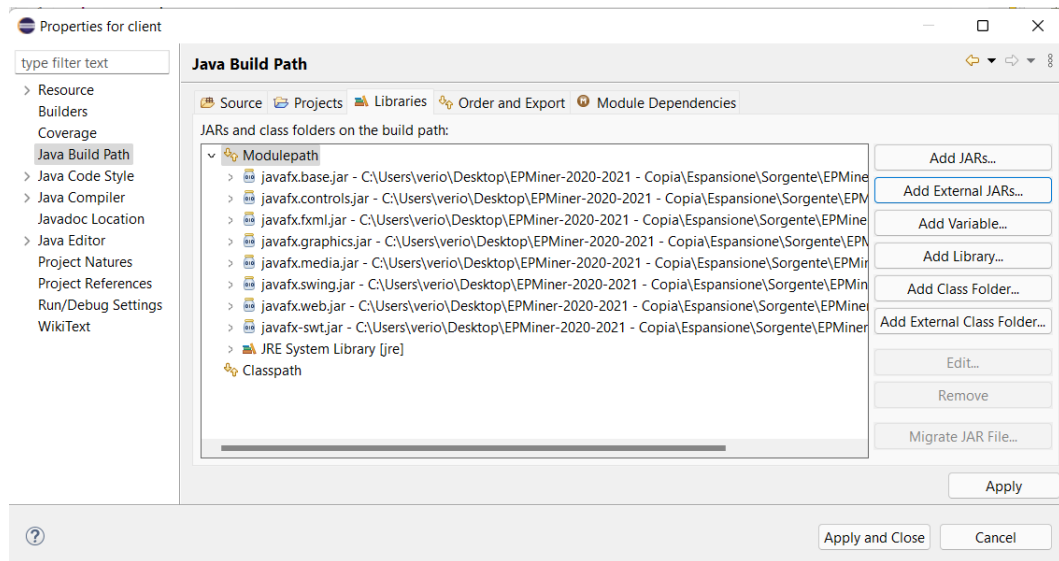 Properties for client
type filter text
Java Build Path
Resource
Builders
Coverage
Java Build Path
Java Code Style
Java Compiler
Javadoc Location
Java Editor
Project Natures
Project References
Run/Debug Settings
WikiText
Source Projects Libraries Order and Export Module Dependencies
JARs and class folders on the build path:
Modulepath
javafx.base.jar - C:\Users\verio\Desktop\EPMiner-2020-2021 - Copia\Espansione\Sorgente\EPMine
javafx.controls.jar - C:\Users\verio\Desktop\EPMiner-2020-2021 - Copia\Espansione\Sorgente\EPM
javafx.fxml.jar - C:\Users\verio\Desktop\EPMiner-2020-2021 - Copia\Espansione\Sorgente\EPMine
javafx.graphics.jar - C:\Users\verio\Desktop\EPMiner-2020-2021 - Copia\Espansione\Sorgente\EPM
javafx.media.jar - C:\Users\verio\Desktop\EPMiner-2020-2021 - Copia\Espansione\Sorgente\EPMir
javafx.swing.jar - C:\Users\verio\Desktop\EPMiner-2020-2021 - Copia\Espansione\Sorgente\EPMin
javafx.web.jar - C:\Users\verio\Desktop\EPMiner-2020-2021 - Copia\Espansione\Sorgente\EPMin
javafx-swt.jar - C:\Users\verio\Desktop\EPMiner-2020-2021 - Copia\Espansione\Sorgente\EPMiner
JRE System Library [jre]
Classpath
Add JARs...
Add External JARs...
Add Variable...
Add Library...
Add Class Folder...
Add External Class Folder...
Edit...
Remove
Migrate JAR File...
Apply
?
Apply and Close
Cancel